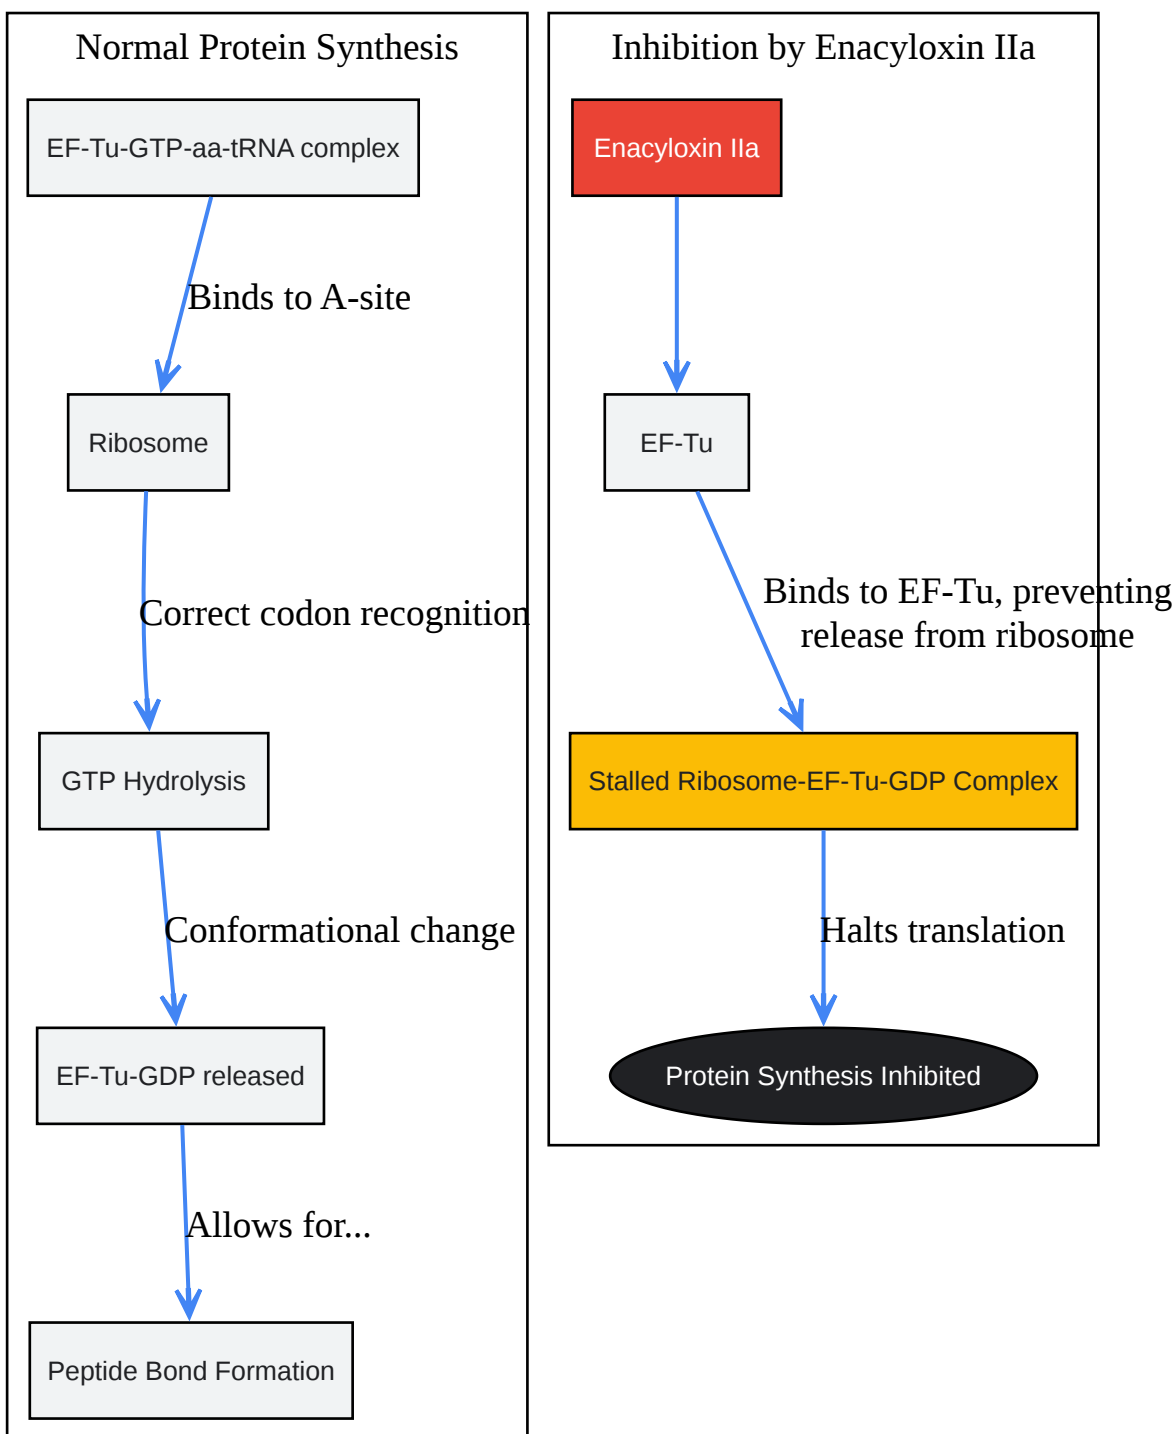 Normal Protein Synthesis
EF-Tu-GTP-aa-tRNA complex
Binds to A-site
Ribosome
Correct codon recognition
GTP Hydrolysis
Conformational change
EF-Tu-GDP released
Allows for...
Peptide Bond Formation
Inhibition by Enacyloxin IIa
Enacyloxin IIa
EF-Tu
Binds to EF-Tu, preventing
release from ribosome
Stalled Ribosome-EF-Tu-GDP Complex
Halts translation
Protein Synthesis Inhibited